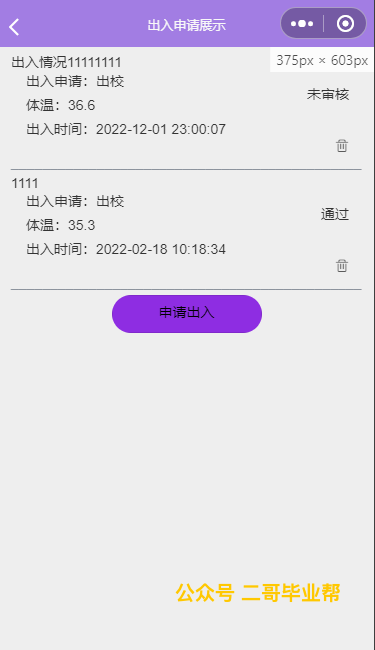 出入申请展示
375px × 603px
出入情况11111111
出入申请：出校
未审核
体温：36.6
出入时间：2022-12-01 23:00:07
1111
出入申请：出校
通过
体温：35.3
出入时间：2022-02-18 10:18:34
申请出入
公众号 二哥毕业帮